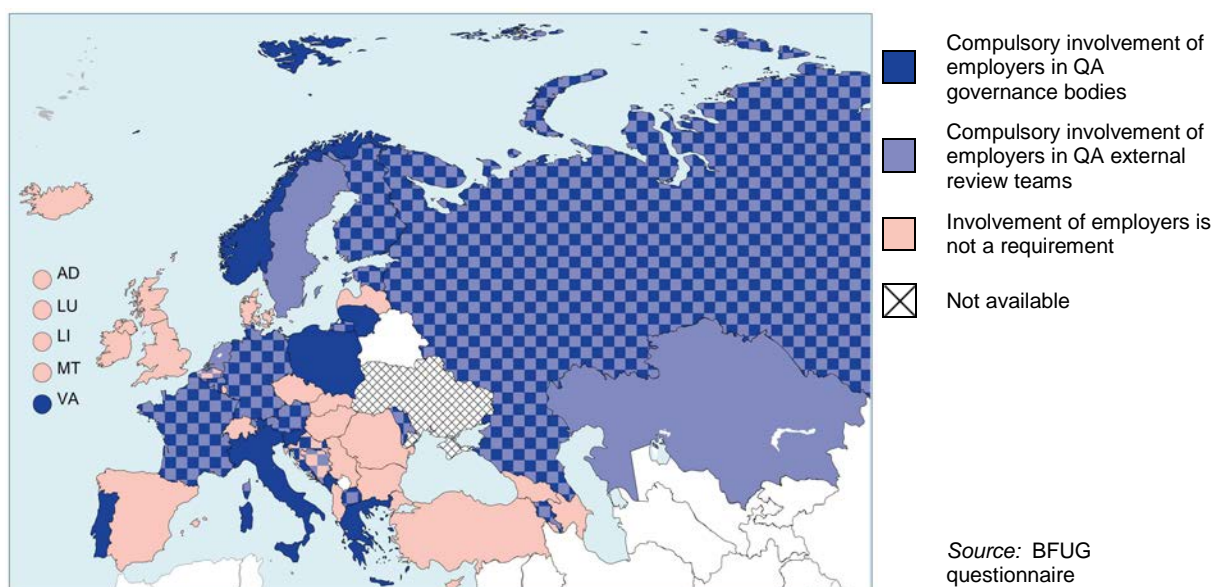 Compulsory involvement of
employers in QA
governance bodies
Compulsory involvement of
employers in QA external
review teams
Involvement of employers is
not a requirement
Not available
AD
LU
LI
MT
VA
Source: BFUG
questionnaire